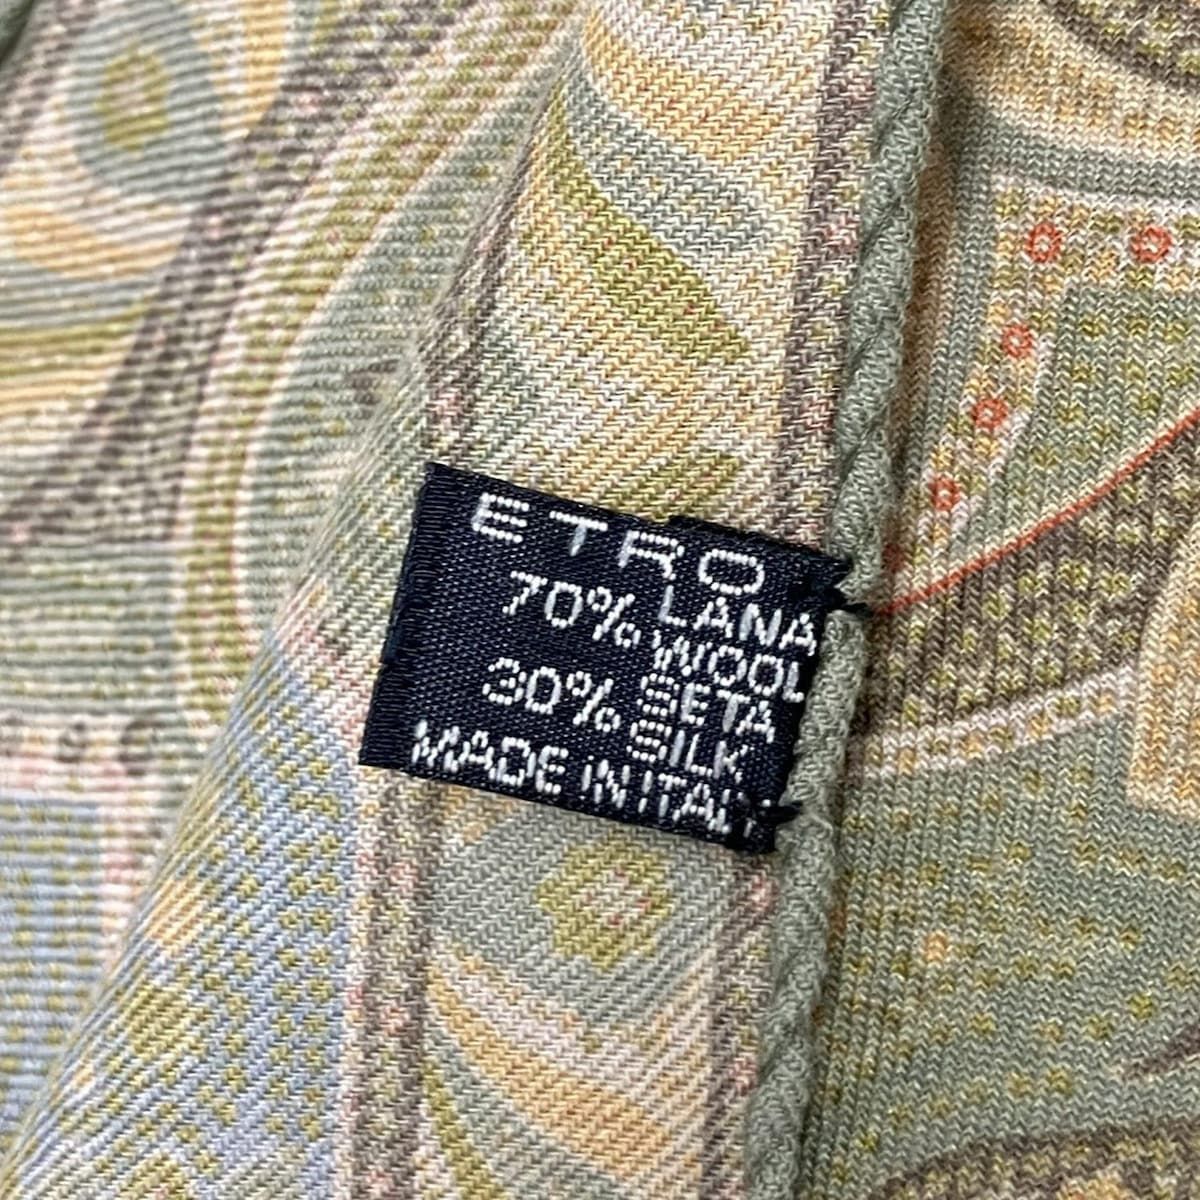 ETRO
70% LANA
WOOL
30% SETA
SILK
MADE IN ITALY